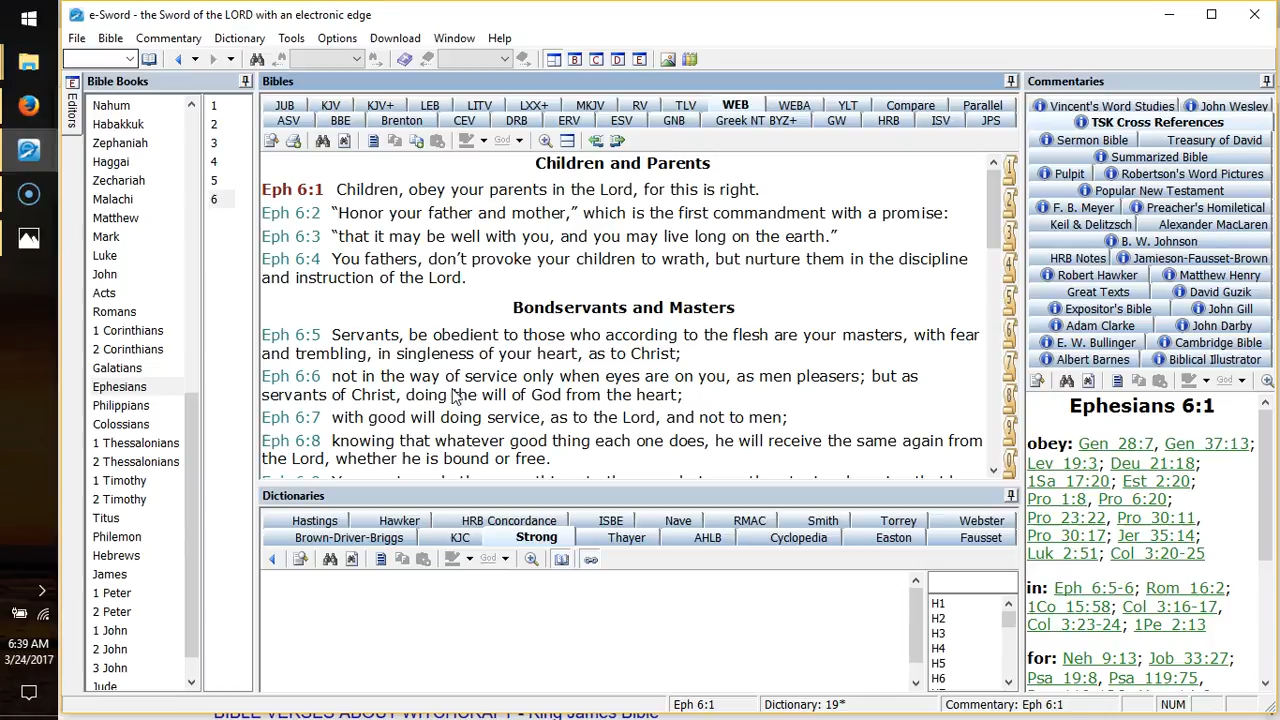 e-Sword - the Sword of the LORD with an electronic edge
File Bible Commentary Dictionary Tools Options Download Window Help
B C D E
Editors
Bible Books
Nahum
Habakkuk
Zephaniah
Haggai
Zechariah
Malachi
Matthew
Mark
Luke
John
Acts
Romans
1 Corinthians
2 Corinthians
Galatians
Ephesians
Philippians
Colossians
1 Thessalonians
2 Thessalonians
1 Timothy
2 Timothy
Titus
Philemon
Hebrews
James
1 Peter
2 Peter
1 John
2 John
3 John
Jude
1
2
3
4
5
6
Bibles
JUB KJV KJV+ LEB LITV LXX+ MKJV RV TLV WEB WEBA YLT Compare Parallel
ASV BBE Brenton CEV DRB ERV ESV GNB Greek NT BYZ+ GW HRB ISV JPS
God
Children and Parents
Eph 6:1 Children, obey your parents in the Lord, for this is right.
Eph 6:2 “Honor your father and mother,” which is the first commandment with a promise:
Eph 6:3 “that it may be well with you, and you may live long on the earth.”
Eph 6:4 You fathers, don’t provoke your children to wrath, but nurture them in the discipline
and instruction of the Lord.
Bondservants and Masters
Eph 6:5 Servants, be obedient to those who according to the flesh are your masters, with fear
and trembling, in singleness of your heart, as to Christ;
Eph 6:6 not in the way of service only when eyes are on you, as men pleasers; but as
servants of Christ, doing the will of God from the heart;
Eph 6:7 with good will doing service, as to the Lord, and not to men;
Eph 6:8 knowing that whatever good thing each one does, he will receive the same again from
the Lord, whether he is bound or free.
Dictionaries
Hastings Hawker HRB Concordance ISBE Nave RMAC Smith Torrey Webster
Brown-Driver-Briggs KJC Strong Thayer AHLB Cyclopedia Easton Fausset
God
H1
H2
H3
H4
H5
H6
Commentaries
Vincent's Word Studies John Wesley
TSK Cross References
Sermon Bible Treasury of David
Summarized Bible
Pulpit Robertson's Word Pictures
Popular New Testament
F. B. Meyer Preacher's Homiletical
Keil & Delitzsch Alexander MacLaren
B. W. Johnson
HRB Notes Jamieson-Fausset-Brown
Robert Hawker Matthew Henry
Great Texts David Guzik
Expositor's Bible John Gill
Adam Clarke John Darby
E. W. Bullinger Cambridge Bible
Albert Barnes Biblical Illustrator
God
Ephesians 6:1
obey: Gen 28:7, Gen 37:13;
Lev 19:3; Deu 21:18;
1Sa 17:20; Est 2:20;
Pro 1:8, Pro 6:20;
Pro 23:22, Pro 30:11,
Pro 30:17; Jer 35:14;
Luk 2:51; Col 3:20-25
in: Eph 6:5-6; Rom 16:2;
1Co 15:58; Col 3:16-17,
Col 3:23-24; 1Pe 2:13
for: Neh 9:13; Job 33:27;
Psa 19:8, Psa 119:75,
Eph 6:1 Dictionary: 19* Commentary: Eph 6:1 NUM
6:39 AM
3/24/2017
BIBLE VERSES ABOUT WITCHCRAFT - King James Bible